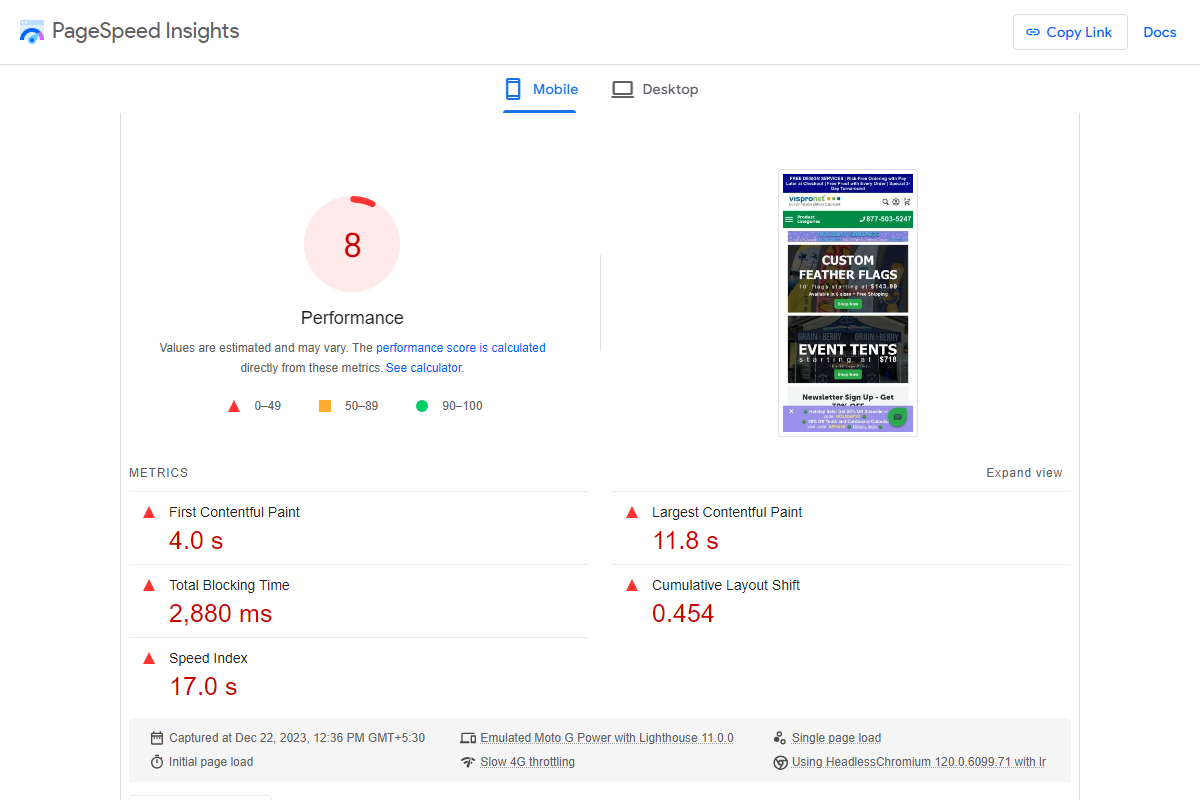 PageSpeed Insights
Copy Link
Docs
Mobile
Desktop
8
Performance
Values are estimated and may vary. The performance score is calculated
directly from these metrics. See calculator.
0–49
50–89
90–100
FREE DESIGN SERVICES | Risk-Free Ordering with Pay
Later at Checkout | Free Proof with Every Order | Special 2-
Day Turnaround
vispronet
Product
categories
877-503-5247
CUSTOM
FEATHER FLAGS
10' flags starting at $143.99
Available in 6 sizes + Free Shipping
Shop Now
GRAIN & BERRY GRAIN & BERRY
EVENT TENTS
starting at $718
Shop Now
Newsletter Sign Up - Get
20% OFF
METRICS
Expand view
First Contentful Paint
4.0 s
Largest Contentful Paint
11.8 s
Total Blocking Time
2,880 ms
Cumulative Layout Shift
0.454
Speed Index
17.0 s
Captured at Dec 22, 2023, 12:36 PM GMT+5:30
Emulated Moto G Power with Lighthouse 11.0.0
Single page load
Initial page load
Slow 4G throttling
Using HeadlessChromium 120.0.6099.71 with lr